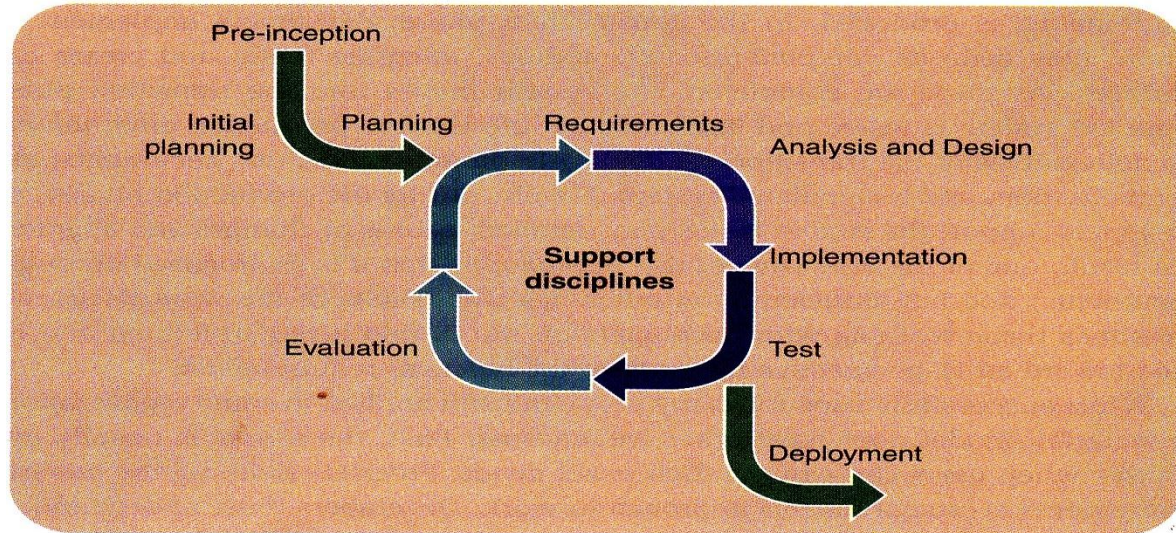 Pre-inception
Initial
planning
Planning
Requirements
Analysis and Design
Support
disciplines
Implementation
Evaluation
Test
Deployment